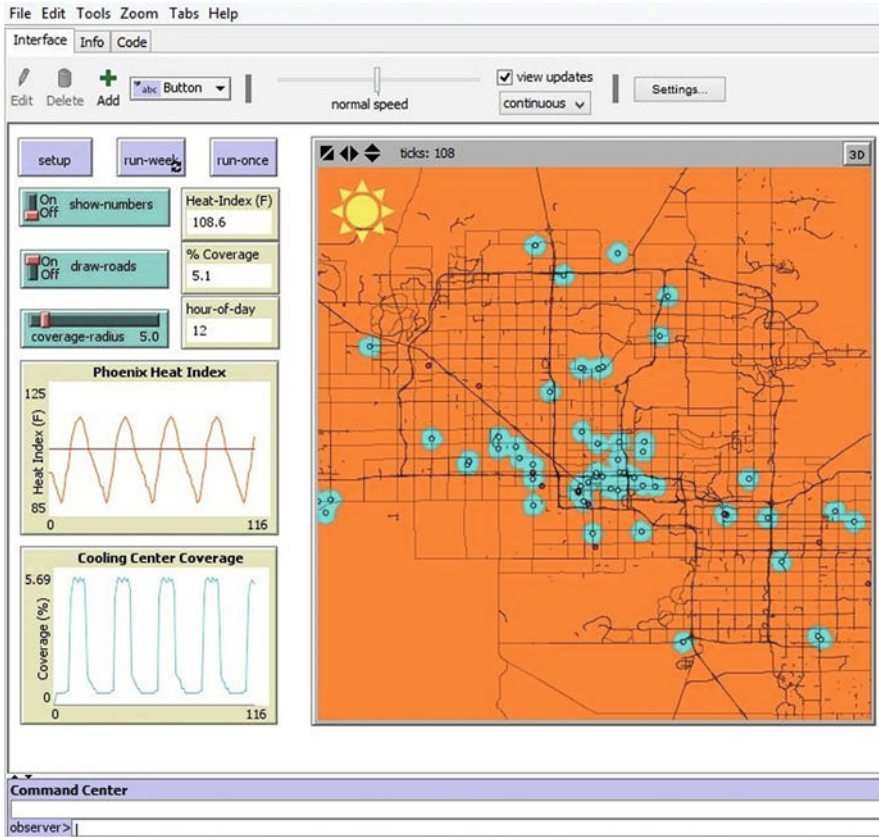 File Edit Tools Zoom Tabs Help
Interface Info Code
Edit Delete Add abc Button normal speed view updates continuous Settings...
setup run-week run-once ticks: 108 3D
On Off show-numbers
Heat-Index (F)
108.6
On Off draw-roads
% Coverage
5.1
coverage-radius 5.0
hour-of-day
12
Phoenix Heat Index
125
Heat Index (F)
85
0 116
Cooling Center Coverage
5.69
Coverage (%)
0
0 116
Command Center
observer>